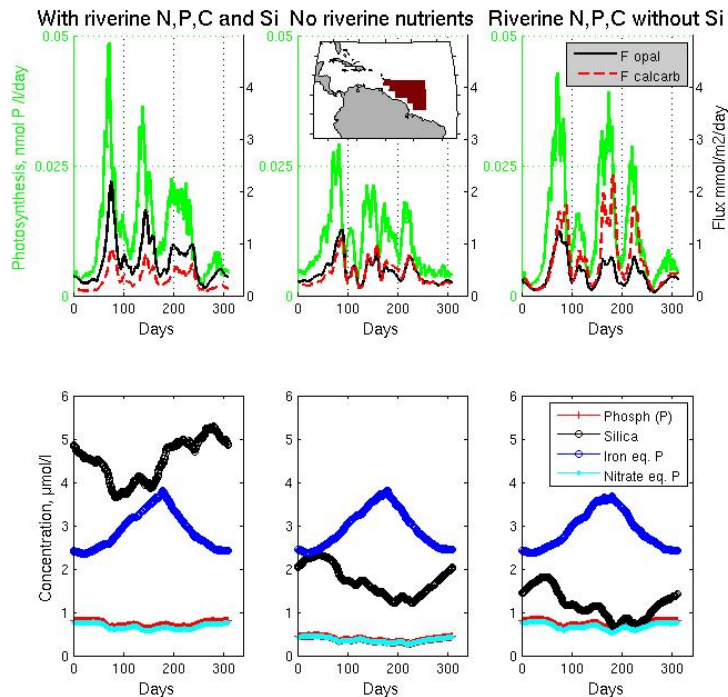 With riverine N,P,C and Si
No riverine nutrients
Riverine N,P,C without Si
Photosynthesis, nmol P /l/day
0.05
0.025
0
4
3
2
1
0
0 100 200 300
Days
0.05
0.025
0
4
3
2
1
0
0 100 200 300
Days
F opal
F calcarb
0.05
0.025
0
4
3
2
1
0
Flux mmol/m2/day
0 100 200 300
Days
Concentration, µmol/l
6
5
4
3
2
1
0
0 100 200 300
Days
6
5
4
3
2
1
0
0 100 200 300
Days
Phosph (P)
Silica
Iron eq. P
Nitrate eq. P
6
5
4
3
2
1
0
0 100 200 300
Days